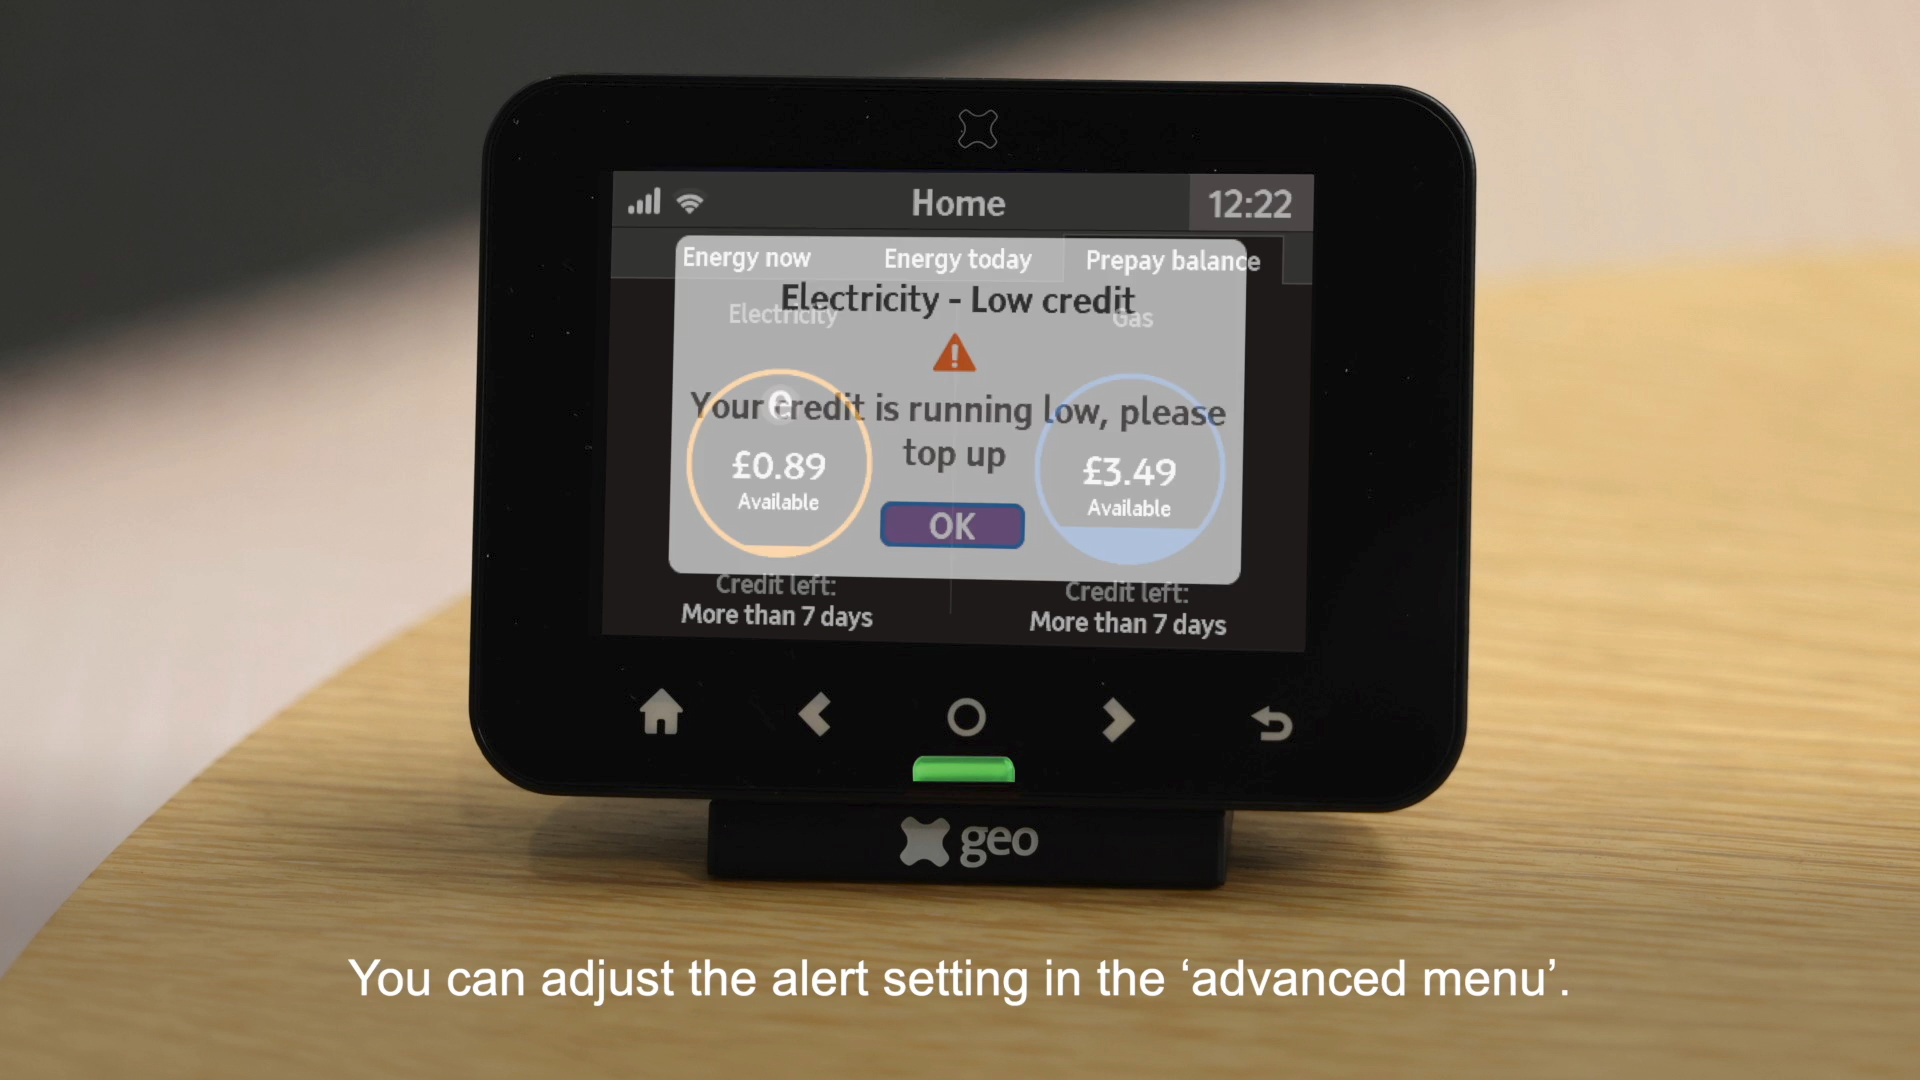 Home
12:22
Energy now
Energy today
Prepay balance
Electricity - Low credit
Electricity
Gas
Your credit is running low, please
top up
e
£0.89
Available
£3.49
Available
OK
Credit left:
More than 7 days
Credit left:
More than 7 days
geo
You can adjust the alert setting in the ‘advanced menu’.